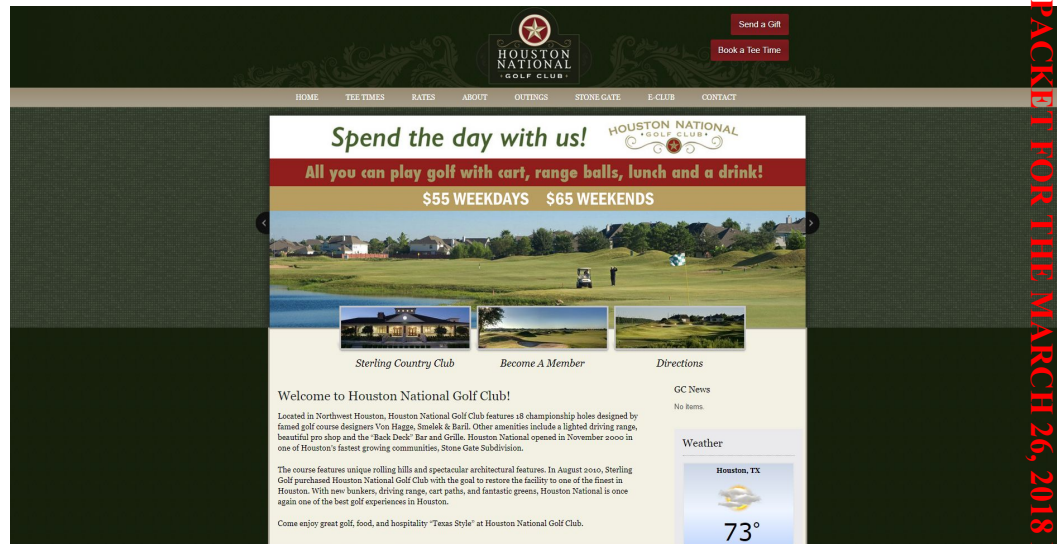 Send a Gift
Book a Tee Time
HOUSTON
NATIONAL
GOLF CLUB
HOME TEE TIMES RATES ABOUT OUTINGS STONE GATE E-CLUB CONTACT
Spend the day with us!
HOUSTON NATIONAL
GOLF CLUB
All you can play golf with cart, range balls, lunch and a drink!
$55 WEEKDAYS $65 WEEKENDS
Sterling Country Club
Become A Member
Directions
Welcome to Houston National Golf Club!
Located in Northwest Houston, Houston National Golf Club features 18 championship holes designed by
famed golf course designers Von Hagge, Smelek & Baril. Other amenities include a lighted driving range,
beautiful pro shop and the “Back Deck” Bar and Grille. Houston National opened in November 2000 in
one of Houston's fastest growing communities, Stone Gate Subdivision.
The course features unique rolling hills and spectacular architectural features. In August 2010, Sterling
Golf purchased Houston National Golf Club with the goal to restore the facility to one of the finest in
Houston. With new bunkers, driving range, cart paths, and fantastic greens, Houston National is once
again one of the best golf experiences in Houston.
Come enjoy great golf, food, and hospitality “Texas Style” at Houston National Golf Club.
GC News
No items.
Weather
Houston, TX
73°
PACKET FOR THE MARCH 26, 2018